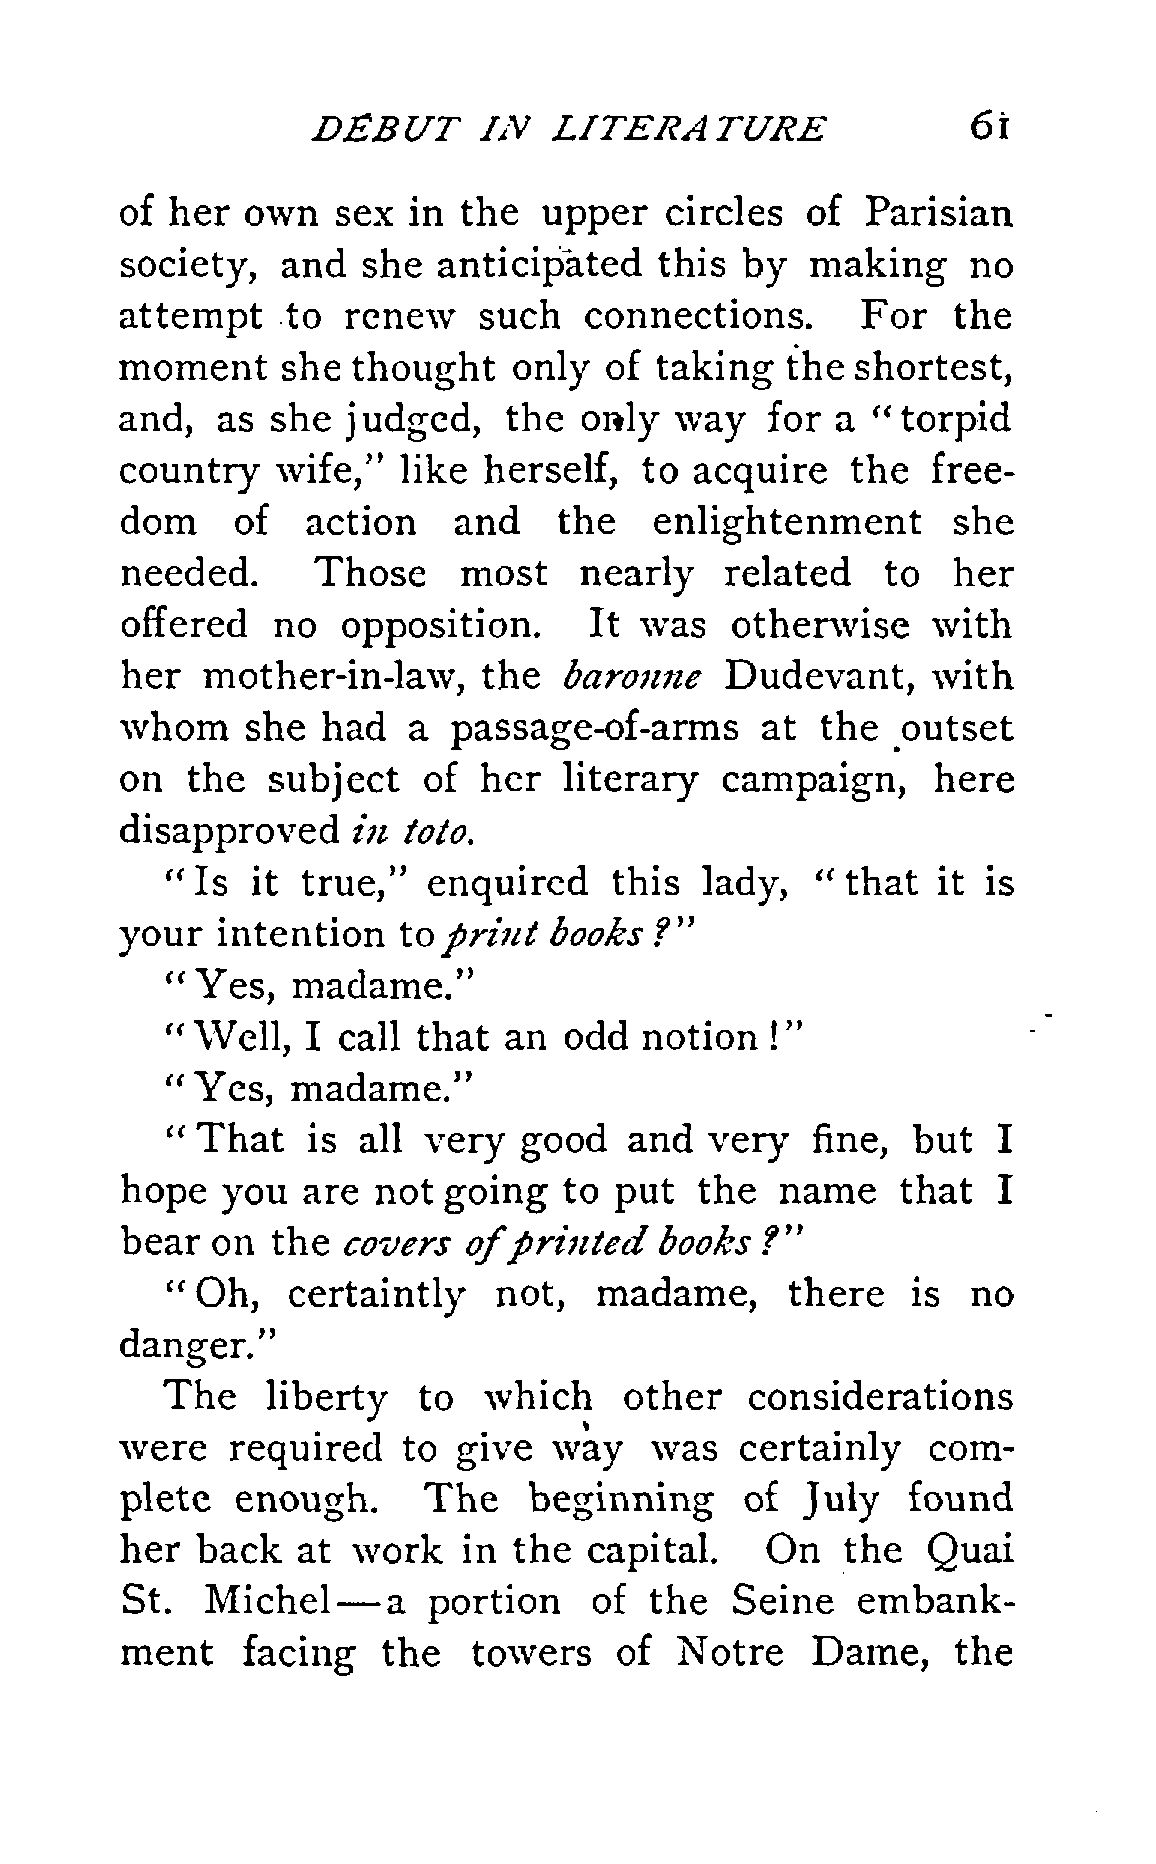 DÉBUT IN LITERATURE 61
of her own sex in the upper circles of Parisian
society, and she anticipated this by making no
attempt to renew such connections. For the
moment she thought only of taking the shortest,
and, as she judged, the only way for a "torpid
country wife," like herself, to acquire the free-
dom of action and the enlightenment she
needed. Those most nearly related to her
offered no opposition. It was otherwise with
her mother-in-law, the baronne Dudevant, with
whom she had a passage-of-arms at the outset
on the subject of her literary campaign, here
disapproved in toto.
"Is it true," enquired this lady, "that it is
your intention to print books?"
"Yes, madame."
"Well, I call that an odd notion!"
"Yes, madame."
"That is all very good and very fine, but I
hope you are not going to put the name that I
bear on the covers of printed books?"
"Oh, certaintly not, madame, there is no
danger."
The liberty to which other considerations
were required to give way was certainly com-
plete enough. The beginning of July found
her back at work in the capital. On the Quai
St. Michel—a portion of the Seine embank-
ment facing the towers of Notre Dame, the